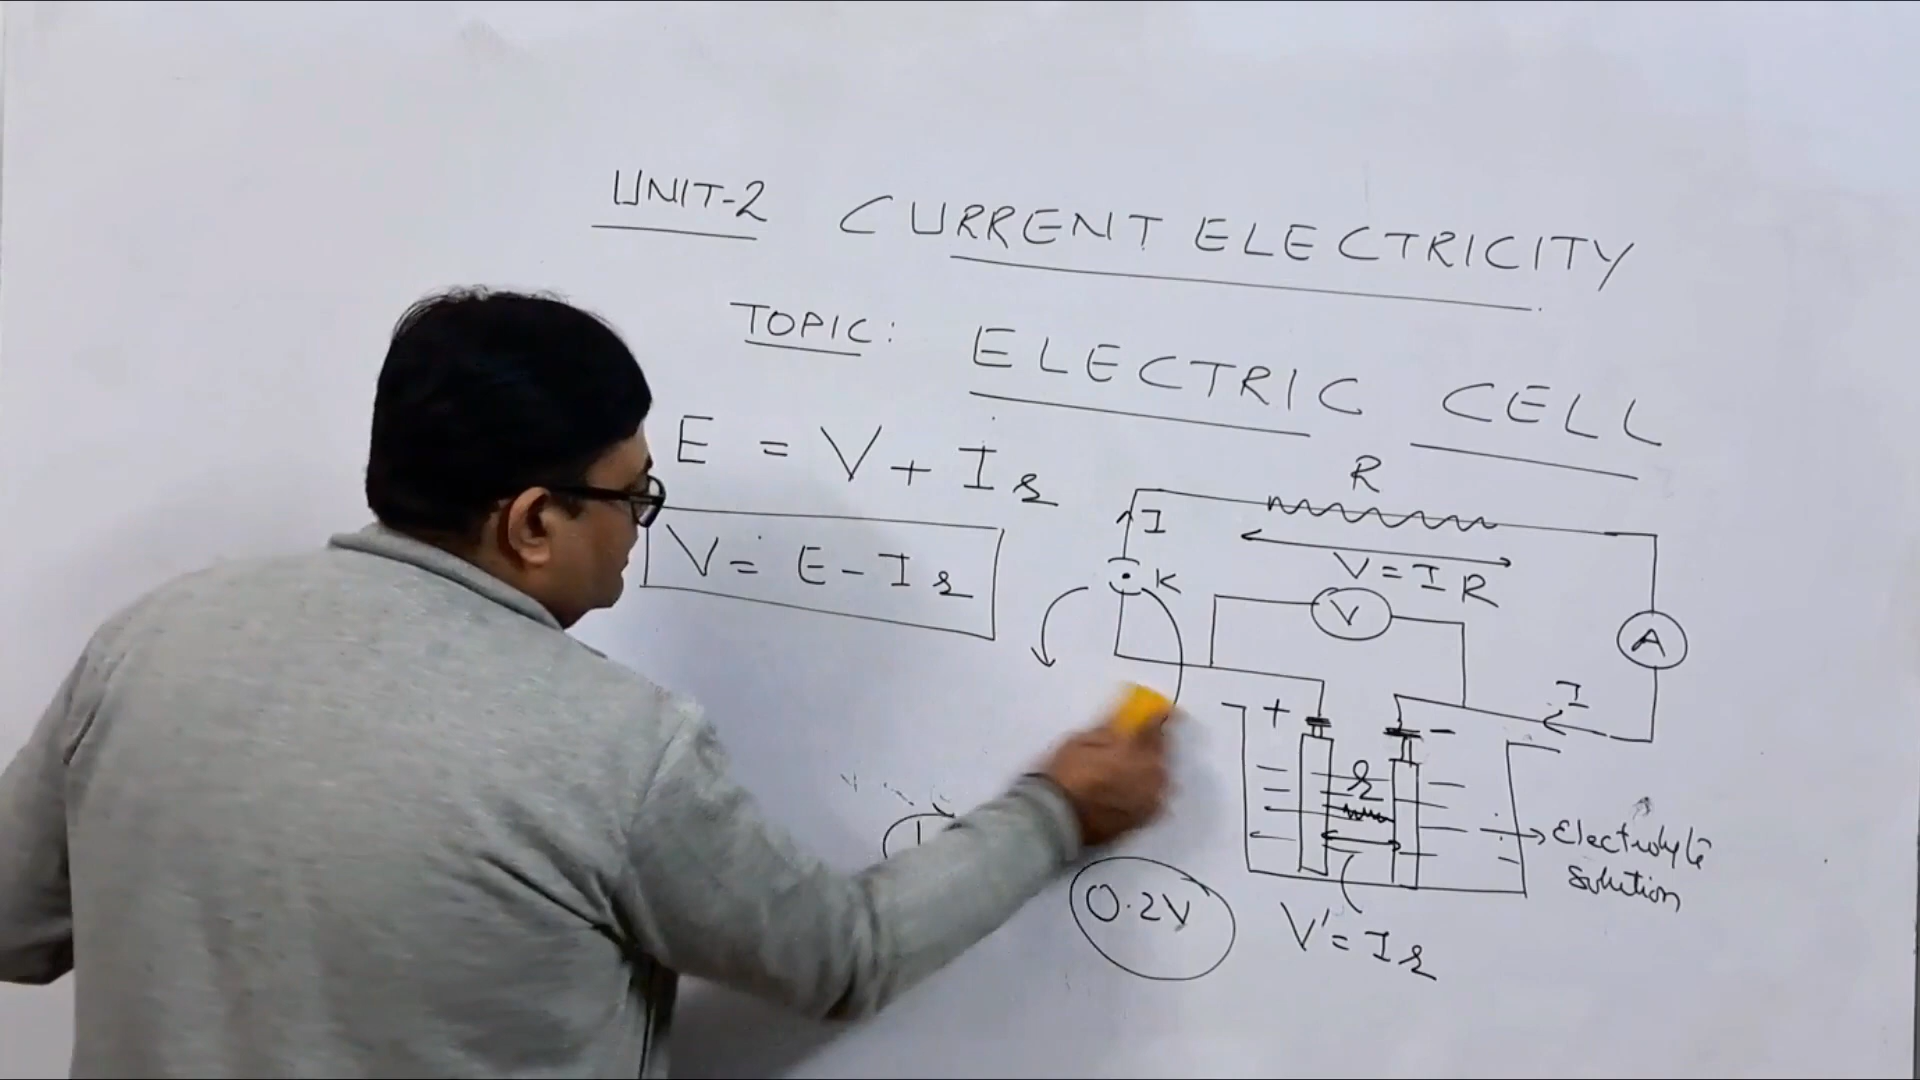 UNIT-2 CURRENT ELECTRICITY
TOPIC: ELECTRIC CELL
E = V + Ir
V = E - Ir
R
I
K
V = IR
V
A
I
+
-
r
Electrolyte
Solution
0.2V
V' = Ir